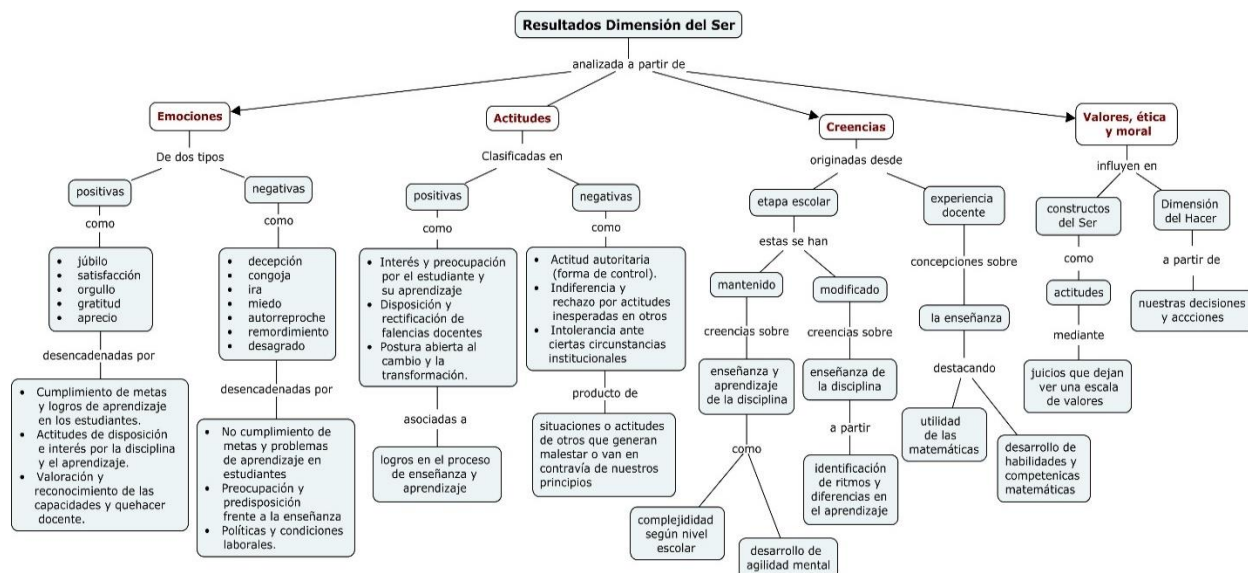 Resultados Dimensión del Ser
analizada a partir de
Emociones
De dos tipos
positivas
como
• júbilo
• satisfacción
• orgullo
• gratitud
• aprecio
desencadenadas por
• Cumplimiento de metas
y logros de aprendizaje
en los estudiantes.
• Actitudes de disposición
e interés por la disciplina
y el aprendizaje.
• Valoración y
reconocimiento de las
capacidades y quehacer
docente.
negativas
como
• decepción
• congoja
• ira
• miedo
• autorreproche
• remordimiento
• desagrado
desencadenadas por
• No cumplimiento de
metas y problemas
de aprendizaje en
estudiantes
• Preocupación y
predisposición
frente a la enseñanza
• Políticas y condiciones
laborales.
Actitudes
Clasificadas en
positivas
como
• Interés y preocupación
por el estudiante y
su aprendizaje
• Disposición y
rectificación de
falencias docentes
• Postura abierta al
cambio y la
transformación.
asociadas a
logros en el proceso
de enseñanza y
aprendizaje
negativas
como
• Actitud autoritaria
(forma de control).
• Indiferencia y
rechazo por actitudes
inesperadas en otros
• Intolerancia ante
ciertas circunstancias
institucionales
producto de
situaciones o actitudes
de otros que generan
malestar o van en
contravía de nuestros
principios
Creencias
originadas desde
etapa escolar
estas se han
mantenido
creencias sobre
enseñanza y
aprendizaje
de la disciplina
como
complejididad
según nivel
escolar
desarrollo de
agilidad mental
modificado
creencias sobre
enseñanza de
la disciplina
a partir
identificación
de ritmos y
diferencias en
el aprendizaje
experiencia
docente
concepciones sobre
la enseñanza
destacando
utilidad
de las
matemáticas
desarrollo de
habilidades y
competenicas
matemáticas
Valores, ética
y moral
influyen en
constructos
del Ser
como
actitudes
mediante
juicios que dejan
ver una escala
de valores
Dimensión
del Hacer
a partir de
nuestras decisiones
y accciones